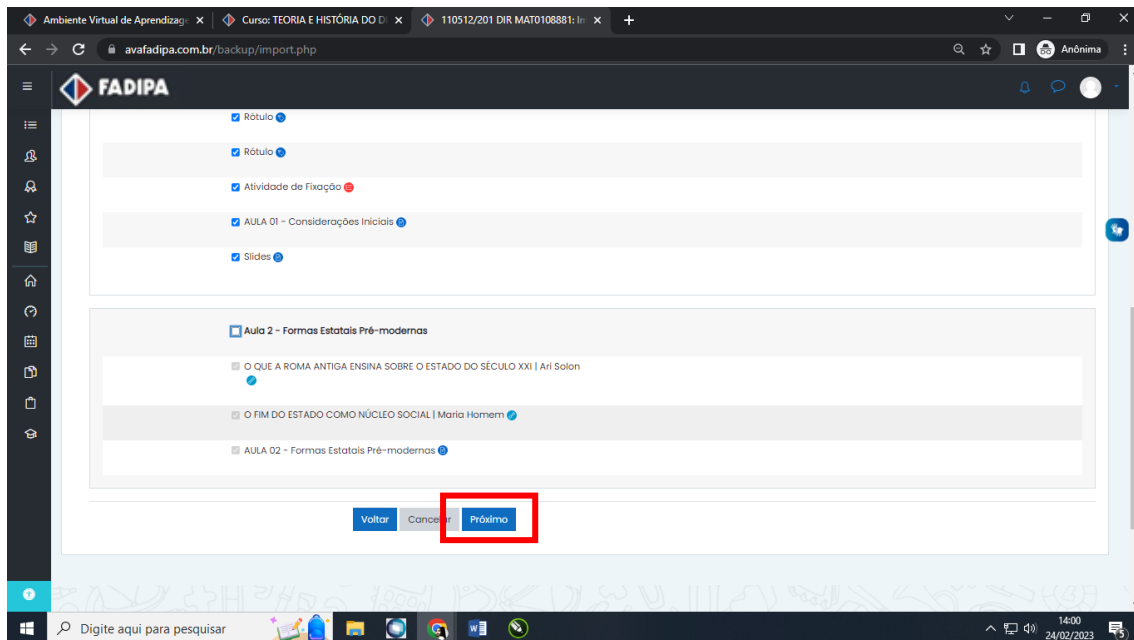 Ambiente Virtual de Aprendizage
Curso: TEORIA E HISTÓRIA DO D
110512/201 DIR MAT0108881: Im
avafadipa.com.br/backup/import.php
Anônima
FADIPA
Rótulo
Rótulo
Atividade de Fixação
AULA 01 - Considerações Iniciais
Slides
Aula 2 - Formas Estatais Pré-modernas
O QUE A ROMA ANTIGA ENSINA SOBRE O ESTADO DO SÉCULO XXI | Ari Solon
O FIM DO ESTADO COMO NÚCLEO SOCIAL | Maria Homem
AULA 02 - Formas Estatais Pré-modernas
Voltar
Cancelar
Próximo
Digite aqui para pesquisar
14:00
24/02/2023
5